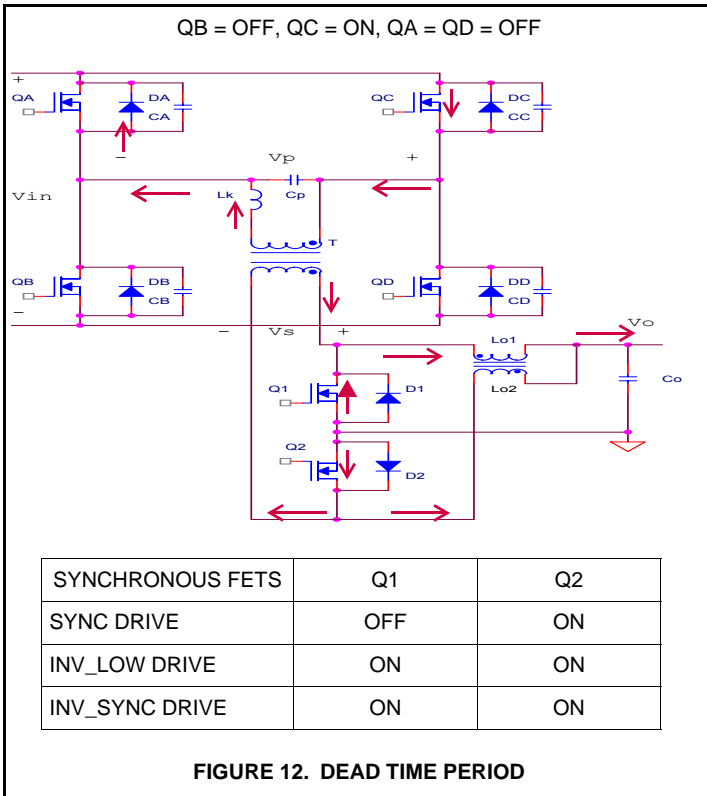 QB = OFF, QC = ON, QA = QD = OFF
+ +
QA DA CA QC DC CC
- Vp +
Vin Lk Cp
T
QB DB CB QD DD CD
-
- Vs + Vo
Lo1
Q1 D1 Lo2 Co
Q2
D2
SYNCHRONOUS FETS Q1 Q2
SYNC DRIVE OFF ON
INV_LOW DRIVE ON ON
INV_SYNC DRIVE ON ON
FIGURE 12. DEAD TIME PERIOD